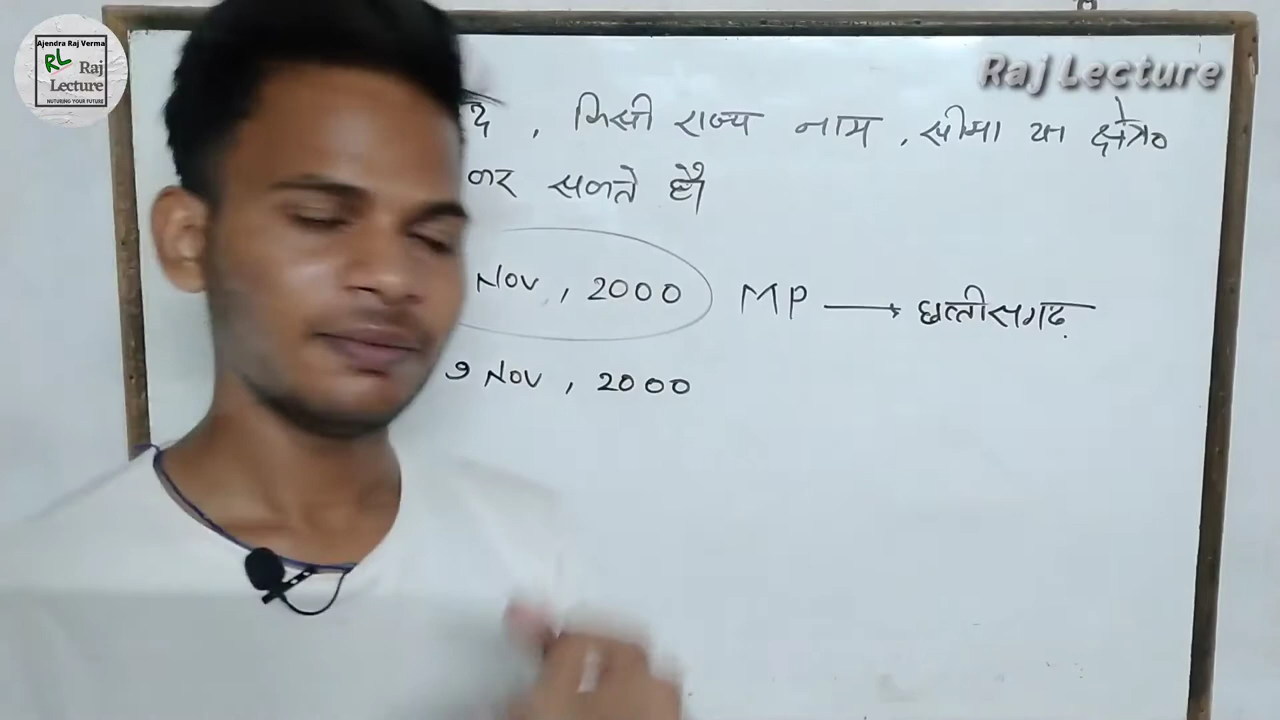 Ajendra Raj Verma
RL Raj
Lecture
NUTURING YOUR FUTURE
Raj Lecture
, किसी राज्य नाम , सीमा या क्षेत्र०
कर सकते है।
Nov , 2000 MP → छत्तीसगढ़
9 Nov , 2000